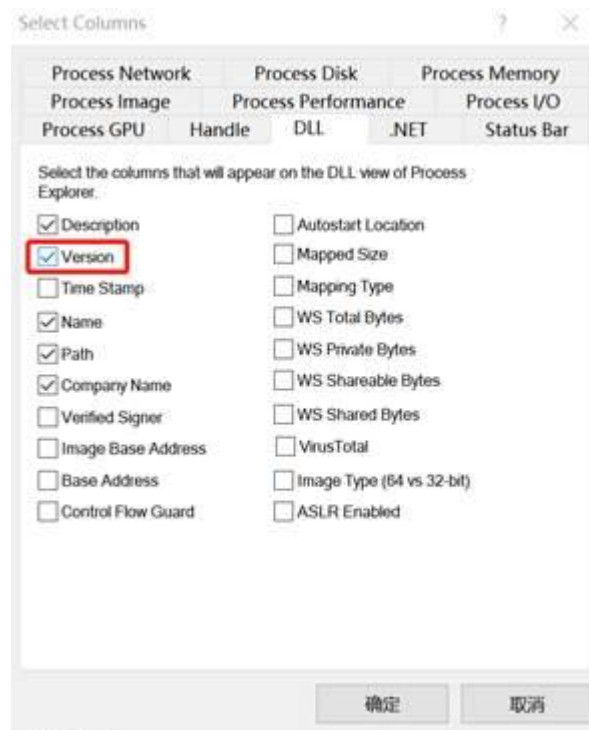 Select Columns ?
Process Network Process Disk Process Memory
Process Image Process Performance Process I/O
Process GPU Handle DLL .NET Status Bar
Select the columns that will appear on the DLL view of Process
Explorer.
Description Autostart Location
Version Mapped Size
Time Stamp Mapping Type
Name WS Total Bytes
Path WS Private Bytes
Company Name WS Shareable Bytes
Verified Signer WS Shared Bytes
Image Base Address VirusTotal
Base Address Image Type (64 vs 32-bit)
Control Flow Guard ASLR Enabled
确定 取消